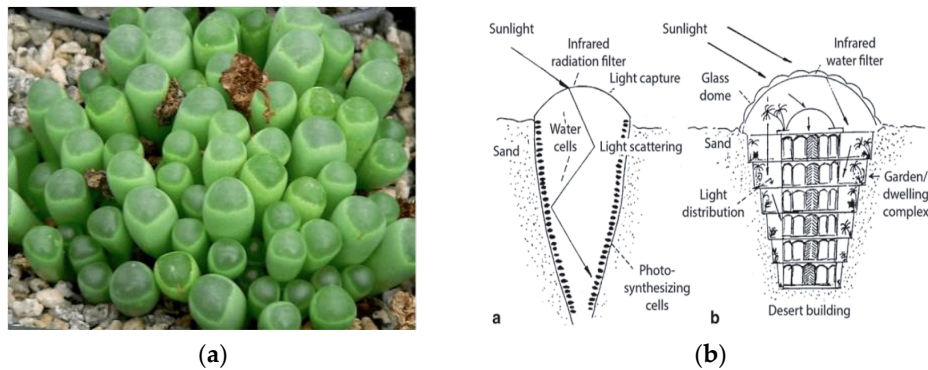 Sunlight
Infrared
radiation filter
Light capture
Water
cells
Sand
Light scattering
Photo-
synthesizing
cells
a
Sunlight
Infrared
water filter
Glass
dome
Sand
Garden/
dwelling
complex
Light
distribution
b
Desert building
(a)
(b)